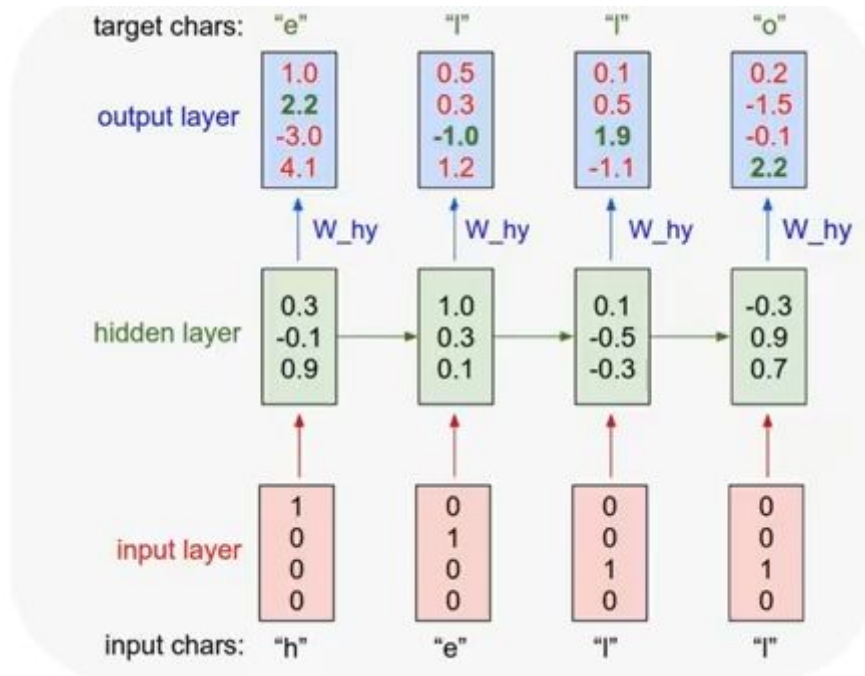 target chars: “e” “l” “l” “o”
output layer
1.0 0.5 0.1 0.2
2.2 0.3 0.5 -1.5
-3.0 -1.0 1.9 -0.1
4.1 1.2 -1.1 2.2
W_hy W_hy W_hy W_hy
hidden layer
0.3 1.0 0.1 -0.3
-0.1 0.3 -0.5 0.9
0.9 0.1 -0.3 0.7
input layer
1 0 0 0
0 1 0 0
0 0 1 1
0 0 0 0
input chars: “h” “e” “l” “l”